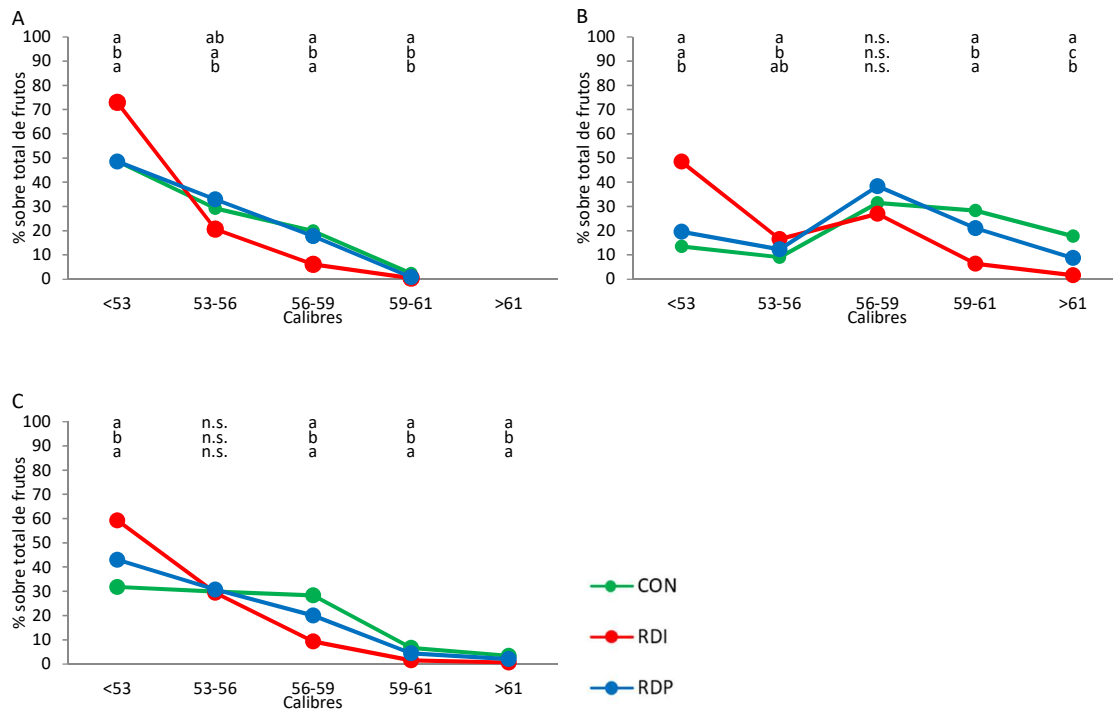 A
% sobre total de frutos
100
90
80
70
60
50
40
30
20
10
0
a ab a a
b a b b
a b a b
<53 53-56 56-59 59-61 >61
Calibres
B
% sobre total de frutos
100
90
80
70
60
50
40
30
20
10
0
a a n.s. a a
a b n.s. b c
b ab n.s. a b
<53 53-56 56-59 59-61 >61
Calibres
C
% sobre total de frutos
100
90
80
70
60
50
40
30
20
10
0
a n.s. a a a
b n.s. b b b
a n.s. a a a
<53 53-56 56-59 59-61 >61
Calibres
CON
RDI
RDP